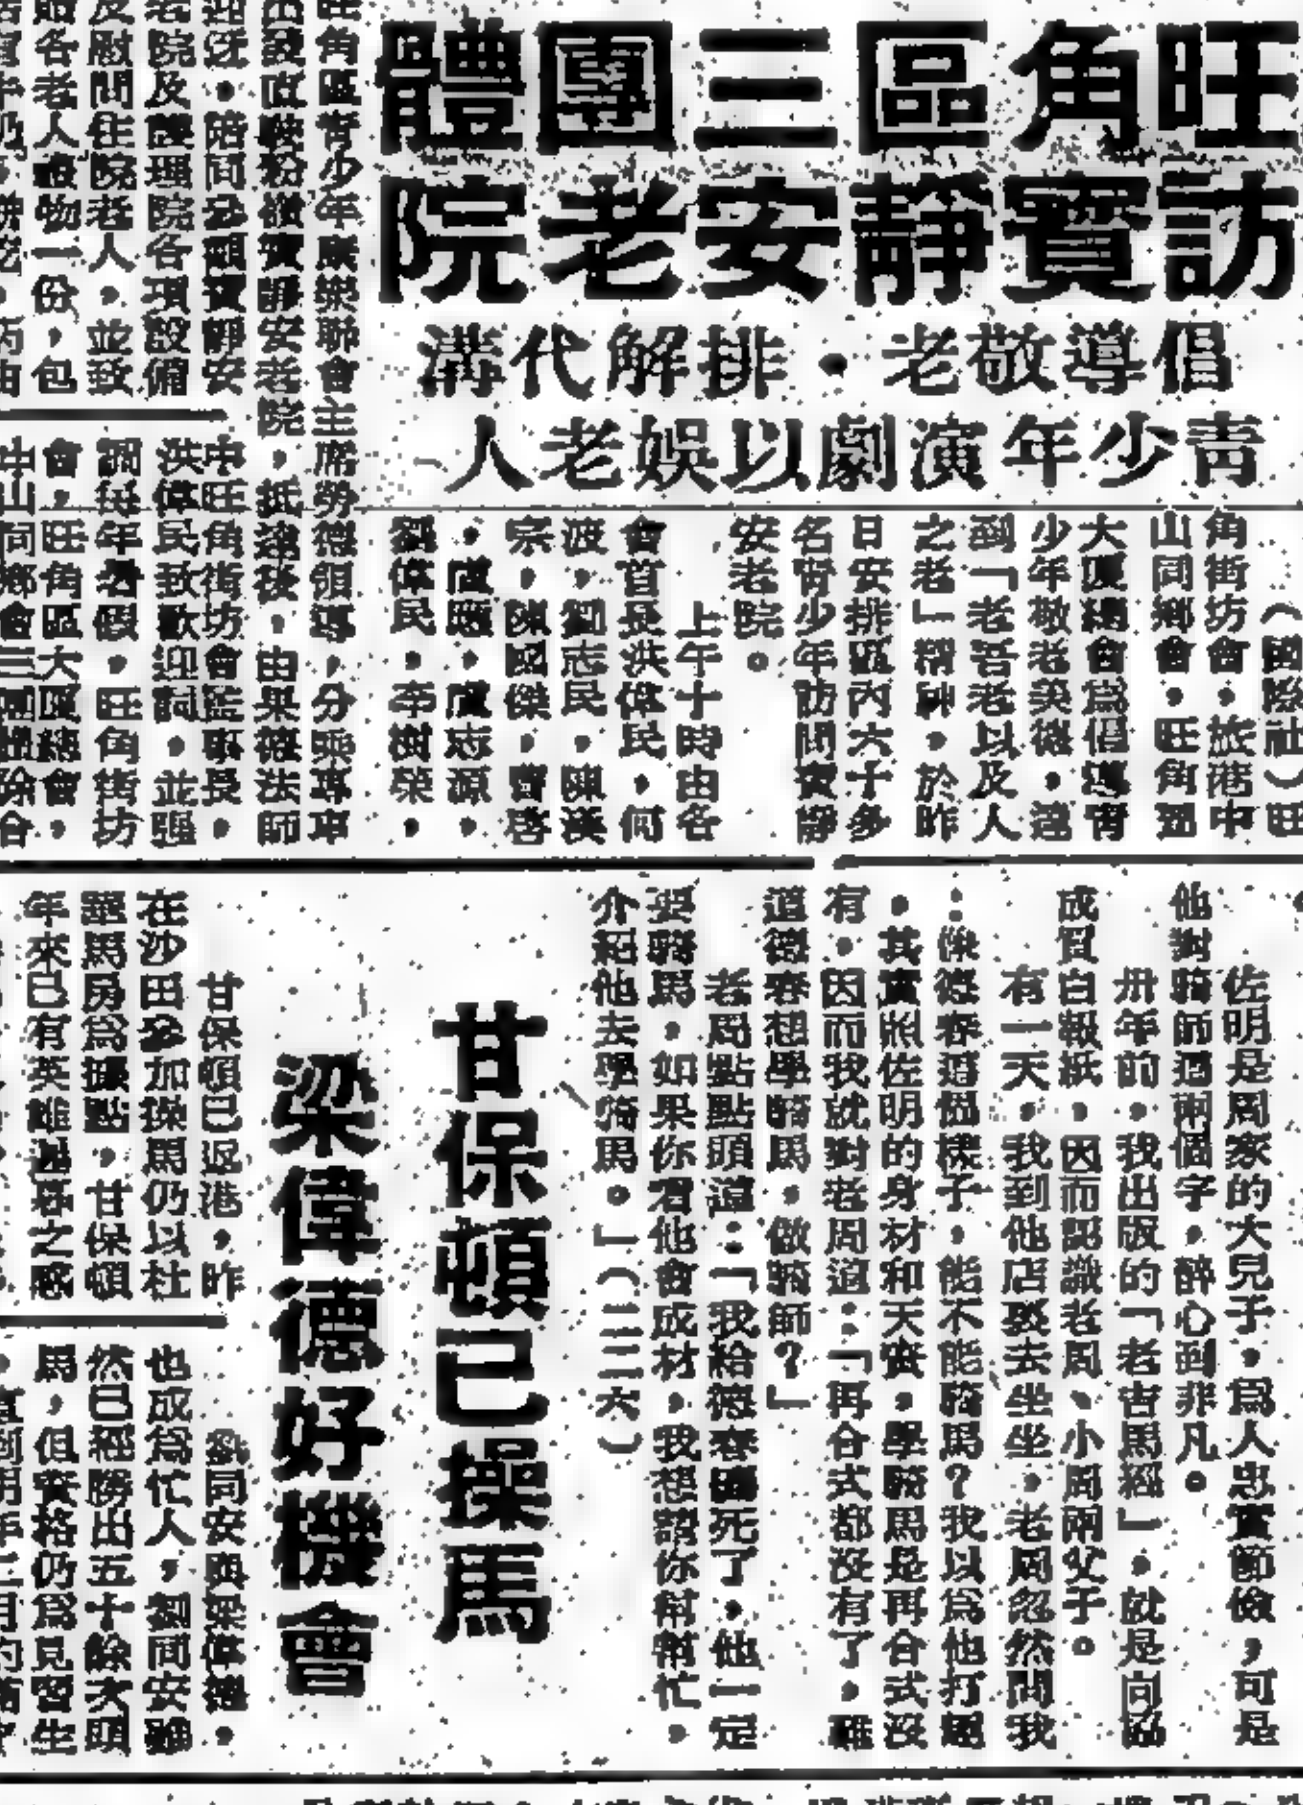 旺角區三團體
訪寶靜安老院
倡導敬老・排解代溝
青少年演劇以娛老人
（國際社）旺
角街坊會，旅港中
山同鄉會，旺角區
大廈總會爲倡導青
少年敬老美德，達
到「老吾老以及人
之老」精神，於昨
日安排區內六十多
名青少年訪問寶靜
安老院。
上午十時由各
會首長洪偉民，何
波，劉志民，陳漢
宗，陳國傑，曾啓
，盧志源，
劉偉民，李樹榮，
旺角區青少年康樂聯會主席勞德領導，分乘專車
出發直駛粉嶺寶靜安老院，抵達後，由果德法師
迎迓，陪同參觀寶靜安
老院及護理院各項設備
及慰問住院老人，並致
贈各老人禮物一份，包
中旺角街坊會監事長，
洪偉民致歡迎詞，並強
調每年暑假，旺角街坊
會，旺角區大廈總會，
中山同鄉會三團體除合
佐明是周家的大兒子，爲人忠實節儉，可是
他對騎師這兩個字，醉心到非凡。
卅年前，我出版的「老吉馬經」，就是向協
成買白報紙，因而認識老周、小周兩父子。
有一天，我到他店裏去坐坐，老周忽然問我
：像德春這個樣子，能不能騎馬？我以爲他打趣
，其實照佐明的身材和天資，學騎馬是再合式沒
有，因而我就對老周道：「再合式都沒有了，誰
道德春想學騎馬，做騎師？」
老周點點頭道：「我給德春嘈死了，他一定
要騎馬，如果你看他會成材，我想請你幫幫忙，
介紹他去學騎馬。」（二二六）
甘保頓已操馬
梁偉德好機會
甘保頓已返港，昨
在沙田參加操馬仍以杜
華馬房爲據點，甘保頓
年來已有英雄遲暮之感
劉同安與梁偉德，
也成爲忙人，劉同安雖
然已經勝出五十餘次頭
馬，但資格仍爲見習生